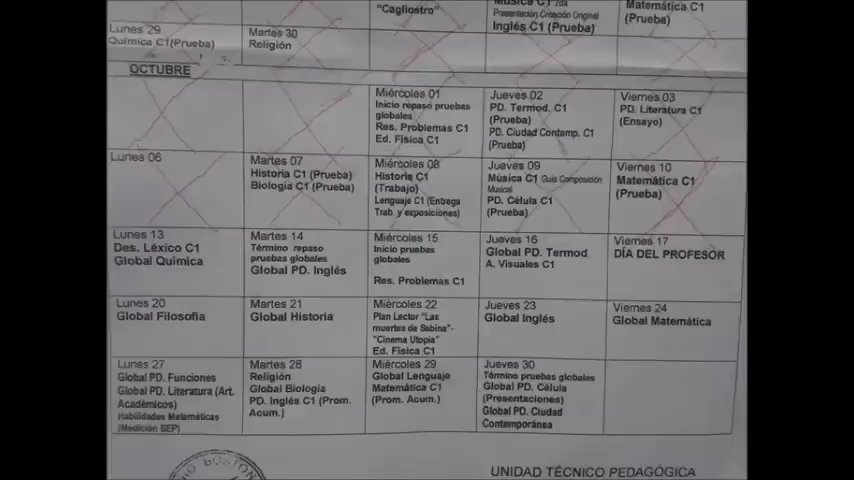 "Cagliostro"
Música C1 2da
Presentación Creación Original
Inglés C1 (Prueba)
Matemática C1
(Prueba)
Lunes 29
Química C1(Prueba)
Martes 30
Religión
OCTUBRE
Miércoles 01
Inicio repaso pruebas
globales
Res. Problemas C1
Ed. Física C1
Jueves 02
PD. Termod. C1
(Prueba)
PD. Ciudad Contemp. C1
(Prueba)
Viernes 03
PD. Literatura C1
(Ensayo)
Lunes 06
Martes 07
Historia C1 (Prueba)
Biología C1 (Prueba)
Miércoles 08
Historia C1
(Trabajo)
Lenguaje C1 (Entrega
Trab. y exposiciones)
Jueves 09
Música C1 Guía Composición
Musical
PD. Célula C1
(Prueba)
Viernes 10
Matemática C1
(Prueba)
Lunes 13
Des. Léxico C1
Global Química
Martes 14
Término repaso
pruebas globales
Global PD. Inglés
Miércoles 15
Inicio pruebas
globales
Res. Problemas C1
Jueves 16
Global PD. Termod.
A. Visuales C1
Viernes 17
DÍA DEL PROFESOR
Lunes 20
Global Filosofía
Martes 21
Global Historia
Miércoles 22
Plan Lector "Las
muertes de Sabina"-
"Cinema Utopia"
Ed. Física C1
Jueves 23
Global Inglés
Viernes 24
Global Matemática
Lunes 27
Global PD. Funciones
Global PD. Literatura (Art.
Académicos)
Habilidades Matemáticas
(Medición SEP)
Martes 28
Religión
Global Biología
PD. Inglés C1 (Prom.
Acum.)
Miércoles 29
Global Lenguaje
Matemática C1
(Prom. Acum.)
Jueves 30
Término pruebas globales
Global PD. Célula
(Presentaciones)
Global PD. Ciudad
Contemporánea
BOSTON
UNIDAD TÉCNICO PEDAGÓGICA